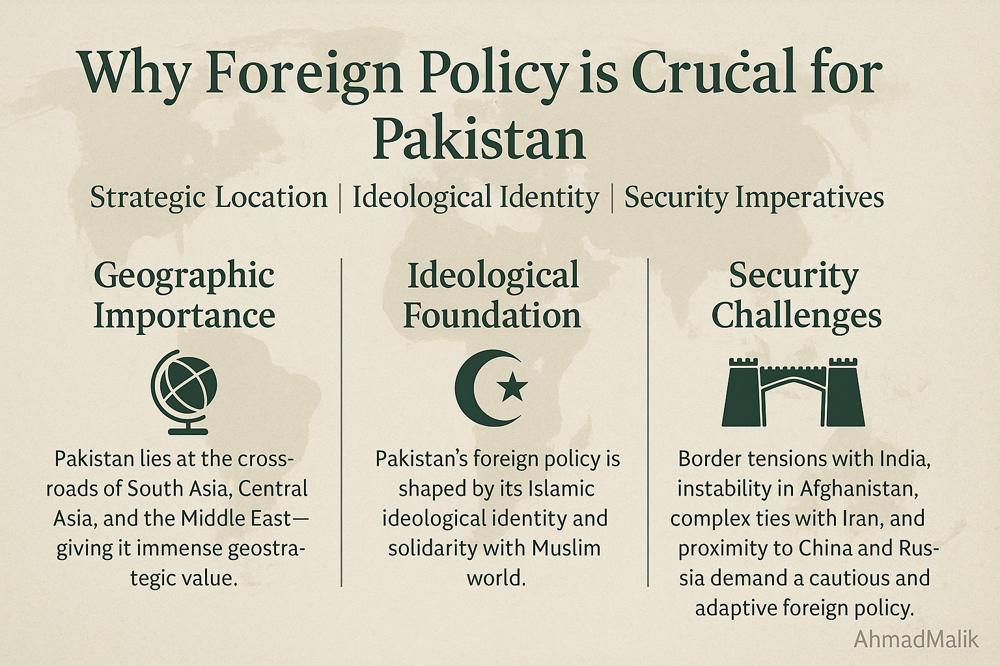 Why Foreign Policy is Cruċal for
Pakistan
Strategic Location | Ideological Identity | Security Imperatives
Geographic
Importance
Pakistan lies at the cross-
roads of South Asia, Central
Asia, and the Middle East—
giving it immense geostra-
tegic value.
Ideological
Foundation
Pakistan's foreign policy is
shaped by its Islamic
ideological identity and
solidarity with Muslim
world.
Security
Challenges
Border tensions with India,
instability in Afghanistan,
complex ties with Iran, and
proximity to China and Rus-
sia demand a cautious and
adaptive foreign policy.
AhmadMalik